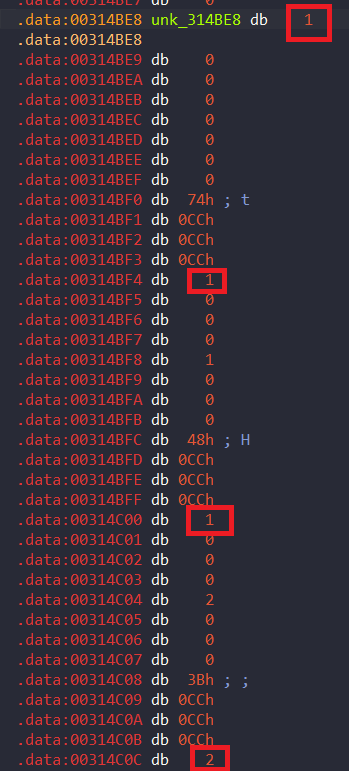 .data:00314BE7 db 0
.data:00314BE8 unk_314BE8 db 1
.data:00314BE8
.data:00314BE9 db 0
.data:00314BEA db 0
.data:00314BEB db 0
.data:00314BEC db 0
.data:00314BED db 0
.data:00314BEE db 0
.data:00314BEF db 0
.data:00314BF0 db 74h ; t
.data:00314BF1 db 0CCh
.data:00314BF2 db 0CCh
.data:00314BF3 db 0CCh
.data:00314BF4 db 1
.data:00314BF5 db 0
.data:00314BF6 db 0
.data:00314BF7 db 0
.data:00314BF8 db 1
.data:00314BF9 db 0
.data:00314BFA db 0
.data:00314BFB db 0
.data:00314BFC db 48h ; H
.data:00314BFD db 0CCh
.data:00314BFE db 0CCh
.data:00314BFF db 0CCh
.data:00314C00 db 1
.data:00314C01 db 0
.data:00314C02 db 0
.data:00314C03 db 0
.data:00314C04 db 2
.data:00314C05 db 0
.data:00314C06 db 0
.data:00314C07 db 0
.data:00314C08 db 3Bh ; ;
.data:00314C09 db 0CCh
.data:00314C0A db 0CCh
.data:00314C0B db 0CCh
.data:00314C0C db 2